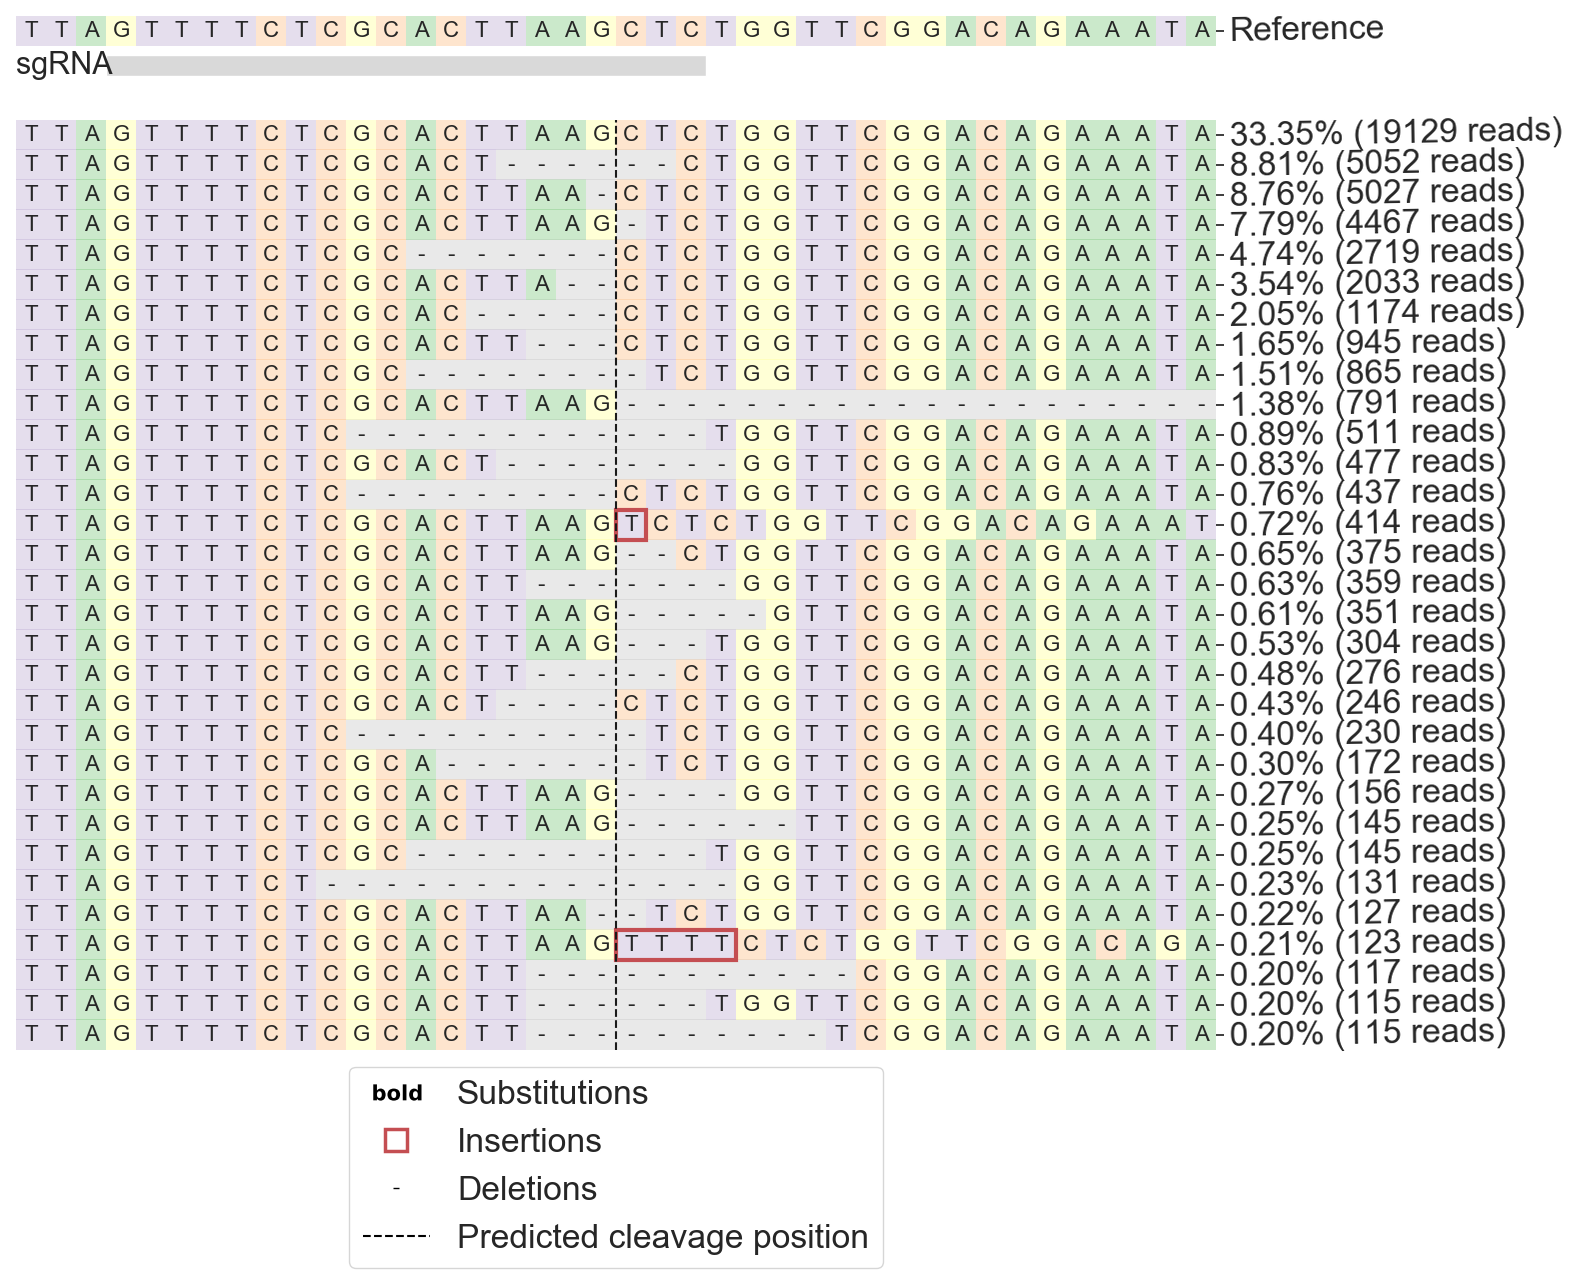 T T A G T T T T C T C G C A C T T A A G C T C T G G T T C G G A C A G A A A T A Reference
sgRNA
T T A G T T T T C T C G C A C T T A A G C T C T G G T T C G G A C A G A A A T A 33.35% (19129 reads)
T T A G T T T T C T C G C A C T - - - - - - C T G G T T C G G A C A G A A A T A 8.81% (5052 reads)
T T A G T T T T C T C G C A C T T A A - C T C T G G T T C G G A C A G A A A T A 8.76% (5027 reads)
T T A G T T T T C T C G C A C T T A A G - T C T G G T T C G G A C A G A A A T A 7.79% (4467 reads)
T T A G T T T T C T C G C - - - - - - - C T C T G G T T C G G A C A G A A A T A 4.74% (2719 reads)
T T A G T T T T C T C G C A C T T A - - C T C T G G T T C G G A C A G A A A T A 3.54% (2033 reads)
T T A G T T T T C T C G C A C - - - - - C T C T G G T T C G G A C A G A A A T A 2.05% (1174 reads)
T T A G T T T T C T C G C A C T T - - - C T C T G G T T C G G A C A G A A A T A 1.65% (945 reads)
T T A G T T T T C T C G C - - - - - - - - T C T G G T T C G G A C A G A A A T A 1.51% (865 reads)
T T A G T T T T C T C G C A C T T A A G - - - - - - - - - - - - - - - - - - - - 1.38% (791 reads)
T T A G T T T T C T C - - - - - - - - - - - - T G G T T C G G A C A G A A A T A 0.89% (511 reads)
T T A G T T T T C T C G C A C T - - - - - - - - G G T T C G G A C A G A A A T A 0.83% (477 reads)
T T A G T T T T C T C - - - - - - - - - C T C T G G T T C G G A C A G A A A T A 0.76% (437 reads)
T T A G T T T T C T C G C A C T T A A G T C T C T G G T T C G G A C A G A A A T 0.72% (414 reads)
T T A G T T T T C T C G C A C T T A A G - - C T G G T T C G G A C A G A A A T A 0.65% (375 reads)
T T A G T T T T C T C G C A C T T - - - - - - - G G T T C G G A C A G A A A T A 0.63% (359 reads)
T T A G T T T T C T C G C A C T T A A G - - - - - G T T C G G A C A G A A A T A 0.61% (351 reads)
T T A G T T T T C T C G C A C T T A A G - - - T G G T T C G G A C A G A A A T A 0.53% (304 reads)
T T A G T T T T C T C G C A C T T - - - - - C T G G T T C G G A C A G A A A T A 0.48% (276 reads)
T T A G T T T T C T C G C A C T - - - - C T C T G G T T C G G A C A G A A A T A 0.43% (246 reads)
T T A G T T T T C T C - - - - - - - - - - T C T G G T T C G G A C A G A A A T A 0.40% (230 reads)
T T A G T T T T C T C G C A - - - - - - - T C T G G T T C G G A C A G A A A T A 0.30% (172 reads)
T T A G T T T T C T C G C A C T T A A G - - - - G G T T C G G A C A G A A A T A 0.27% (156 reads)
T T A G T T T T C T C G C A C T T A A G - - - - - - T T C G G A C A G A A A T A 0.25% (145 reads)
T T A G T T T T C T C G C - - - - - - - - - - T G G T T C G G A C A G A A A T A 0.25% (145 reads)
T T A G T T T T C T - - - - - - - - - - - - - - G G T T C G G A C A G A A A T A 0.23% (131 reads)
T T A G T T T T C T C G C A C T T A A - - T C T G G T T C G G A C A G A A A T A 0.22% (127 reads)
T T A G T T T T C T C G C A C T T A A G T T T T C T C T G G T T C G G A C A G A 0.21% (123 reads)
T T A G T T T T C T C G C A C T T - - - - - - - - - - - C G G A C A G A A A T A 0.20% (117 reads)
T T A G T T T T C T C G C A C T T - - - - - - T G G T T C G G A C A G A A A T A 0.20% (115 reads)
T T A G T T T T C T C G C A C T T - - - - - - - - - - T C G G A C A G A A A T A 0.20% (115 reads)
bold Substitutions
Insertions
- Deletions
Predicted cleavage position